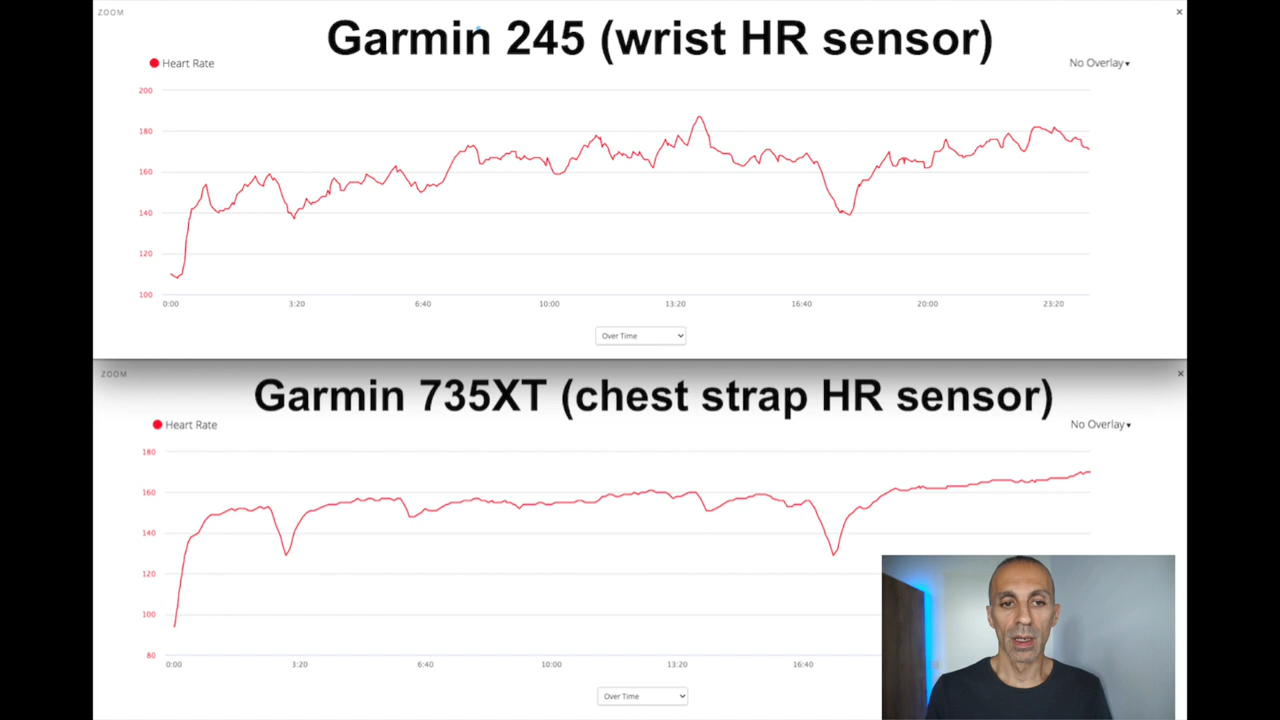 ZOOM
×
Garmin 245 (wrist HR sensor)
Heart Rate
No Overlay▾
200
180
160
140
120
100
0:00 3:20 6:40 10:00 13:20 16:40 20:00 23:20
Over Time
ZOOM
×
Garmin 735XT (chest strap HR sensor)
Heart Rate
No Overlay▾
180
160
140
120
100
80
0:00 3:20 6:40 10:00 13:20 16:40
Over Time